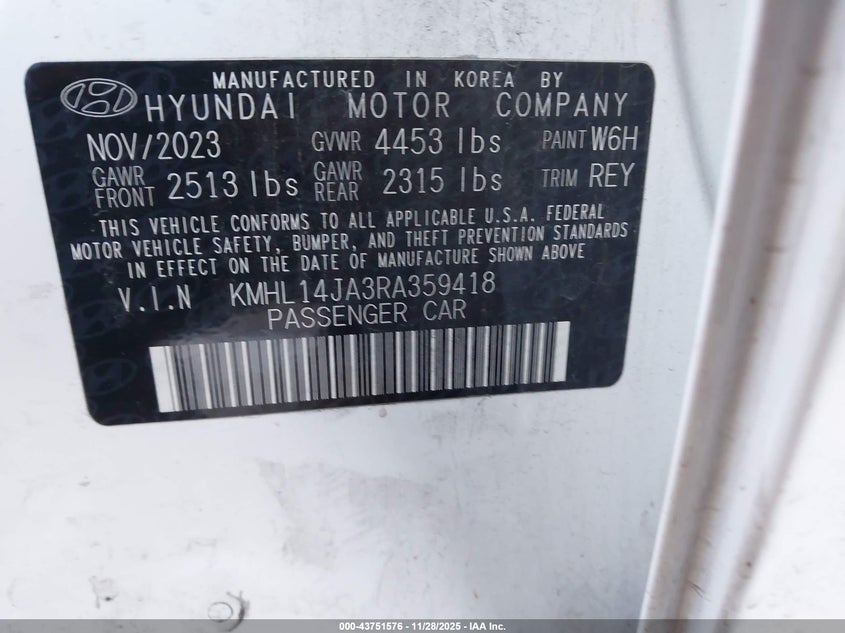 MANUFACTURED IN KOREA BY
HYUNDAI MOTOR COMPANY
NOV/2023 GVWR 4453 lbs PAINT W6H
GAWR FRONT 2513 lbs GAWR REAR 2315 lbs TRIM REY
THIS VEHICLE CONFORMS TO ALL APPLICABLE U.S.A. FEDERAL
MOTOR VEHICLE SAFETY, BUMPER, AND THEFT PREVENTION STANDARDS
IN EFFECT ON THE DATE OF MANUFACTURE SHOWN ABOVE
V.I.N KMHL14JA3RA359418
PASSENGER CAR
000-43751576 | 11/28/2025 - IAA Inc.